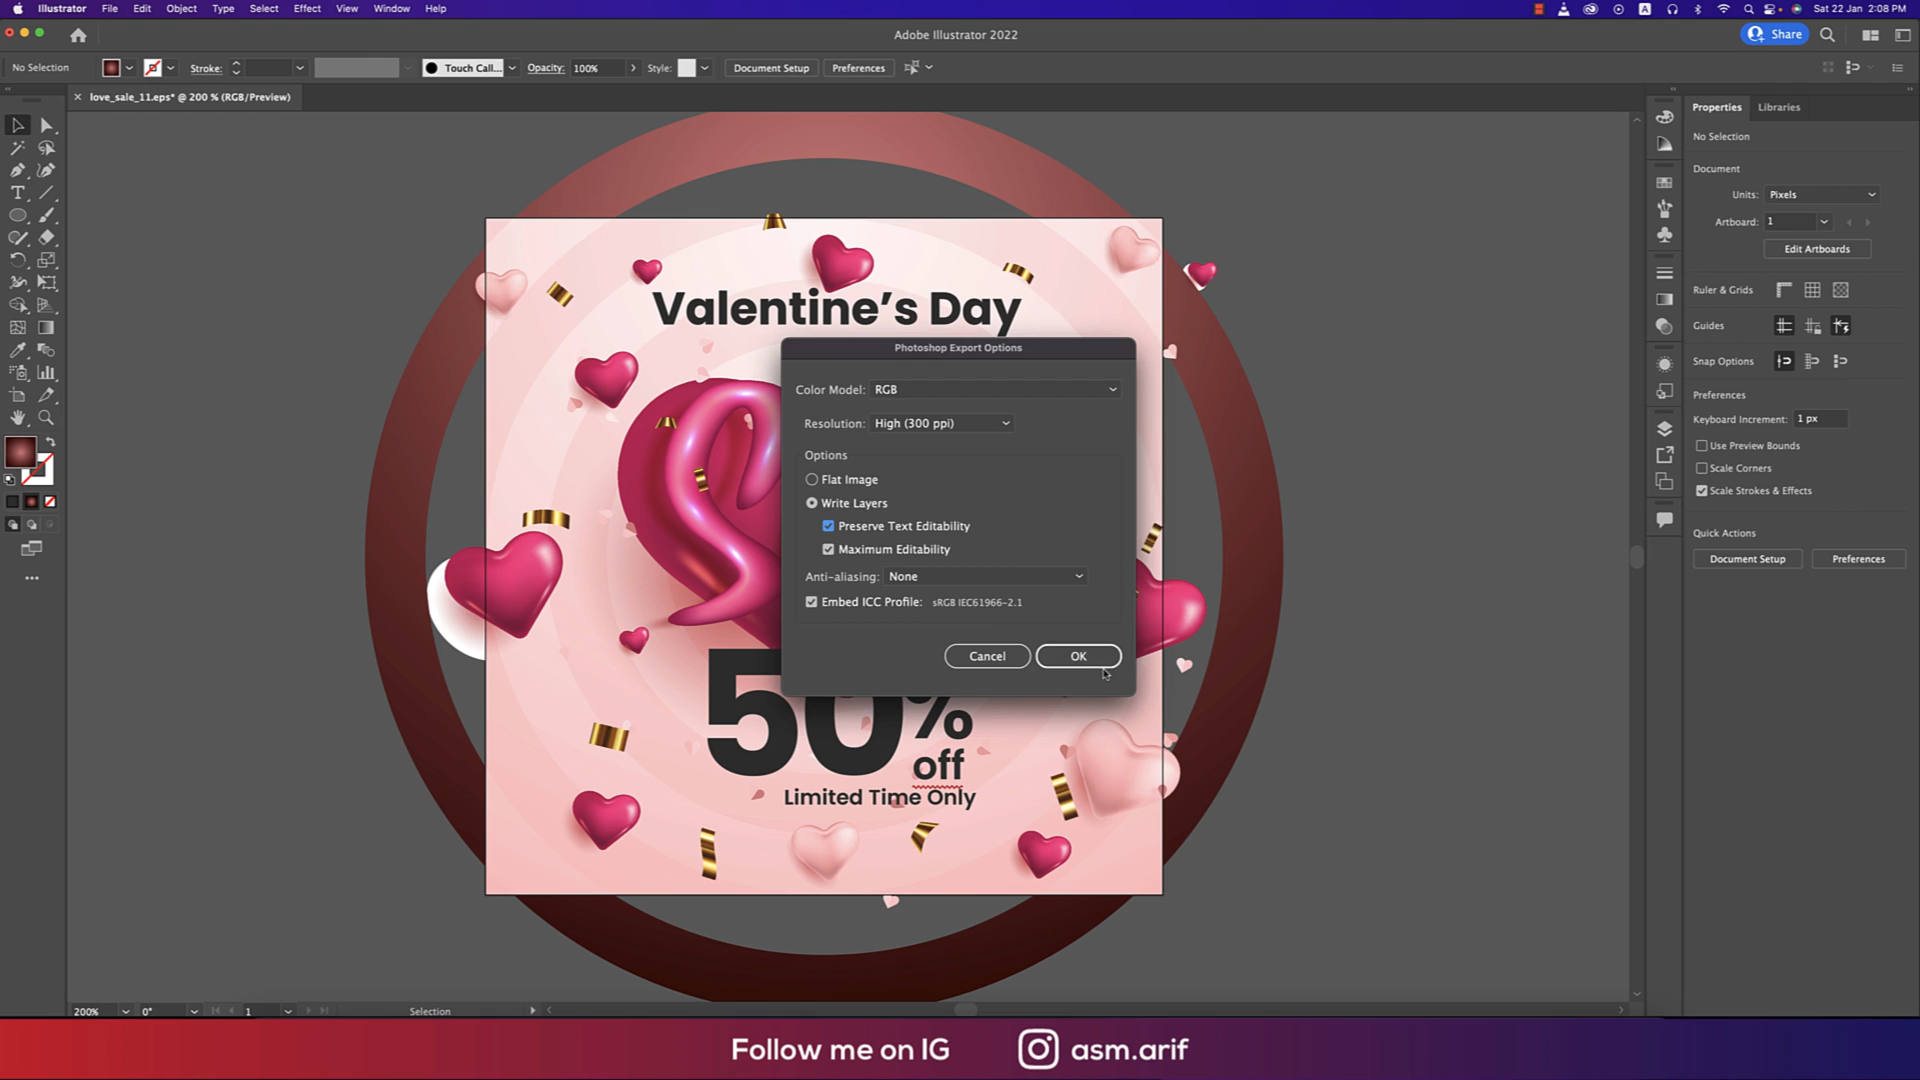 Illustrator File Edit Object Type Select Effect View Window Help
A
Sat 22 Jan 2:08 PM
Adobe Illustrator 2022
Share
No Selection
Stroke:
Touch Call...
Opacity: 100%
Style:
Document Setup
Preferences
× love_sale_11.eps* @ 200 % (RGB/Preview)
Properties Libraries
No Selection
Document
Units: Pixels
Artboard: 1
Edit Artboards
Ruler & Grids
Guides
Snap Options
Preferences
Keyboard Increment: 1 px
Use Preview Bounds
Scale Corners
Scale Strokes & Effects
Quick Actions
Document Setup
Preferences
Valentine’s Day
Photoshop Export Options
Color Model: RGB
Resolution: High (300 ppi)
Options
Flat Image
Write Layers
Preserve Text Editability
Maximum Editability
Anti-aliasing: None
Embed ICC Profile: sRGB IEC61966-2.1
Cancel
OK
50%
off
Limited Time Only
200% 0° 1 Selection
Follow me on IG asm.arif